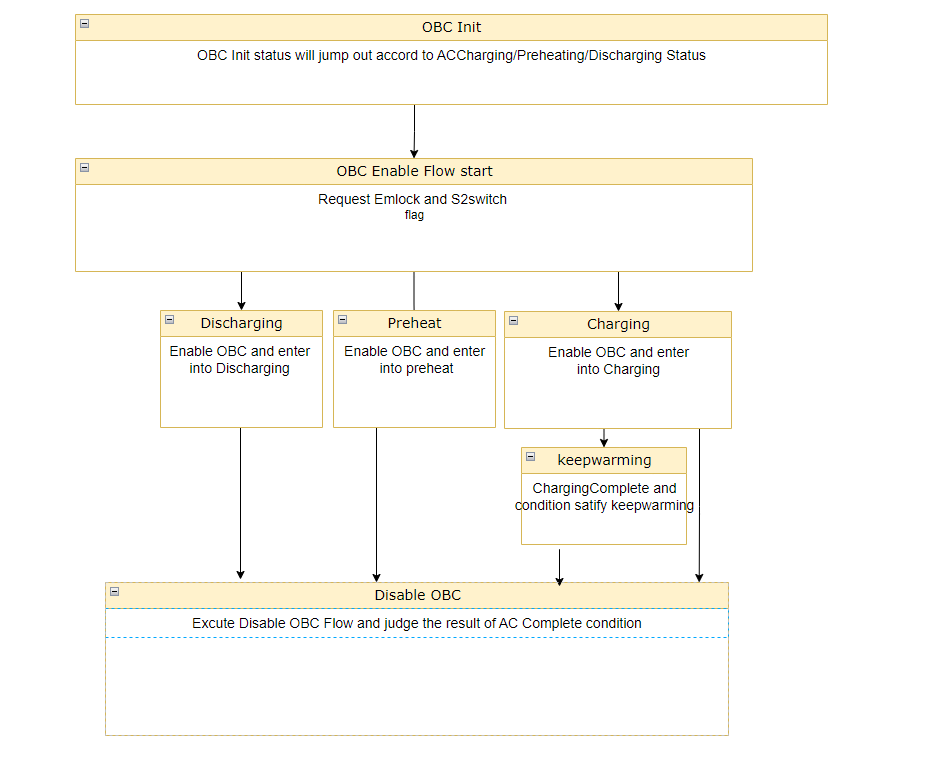 OBC Init
OBC Init status will jump out accord to ACCharging/Preheating/Discharging Status
OBC Enable Flow start
Request Emlock and S2switch
flag
Discharging
Enable OBC and enter
into Discharging
Preheat
Enable OBC and enter
into preheat
Charging
Enable OBC and enter
into Charging
keepwarming
ChargingComplete and
condition satify keepwarming
Disable OBC
Excute Disable OBC Flow and judge the result of AC Complete condition